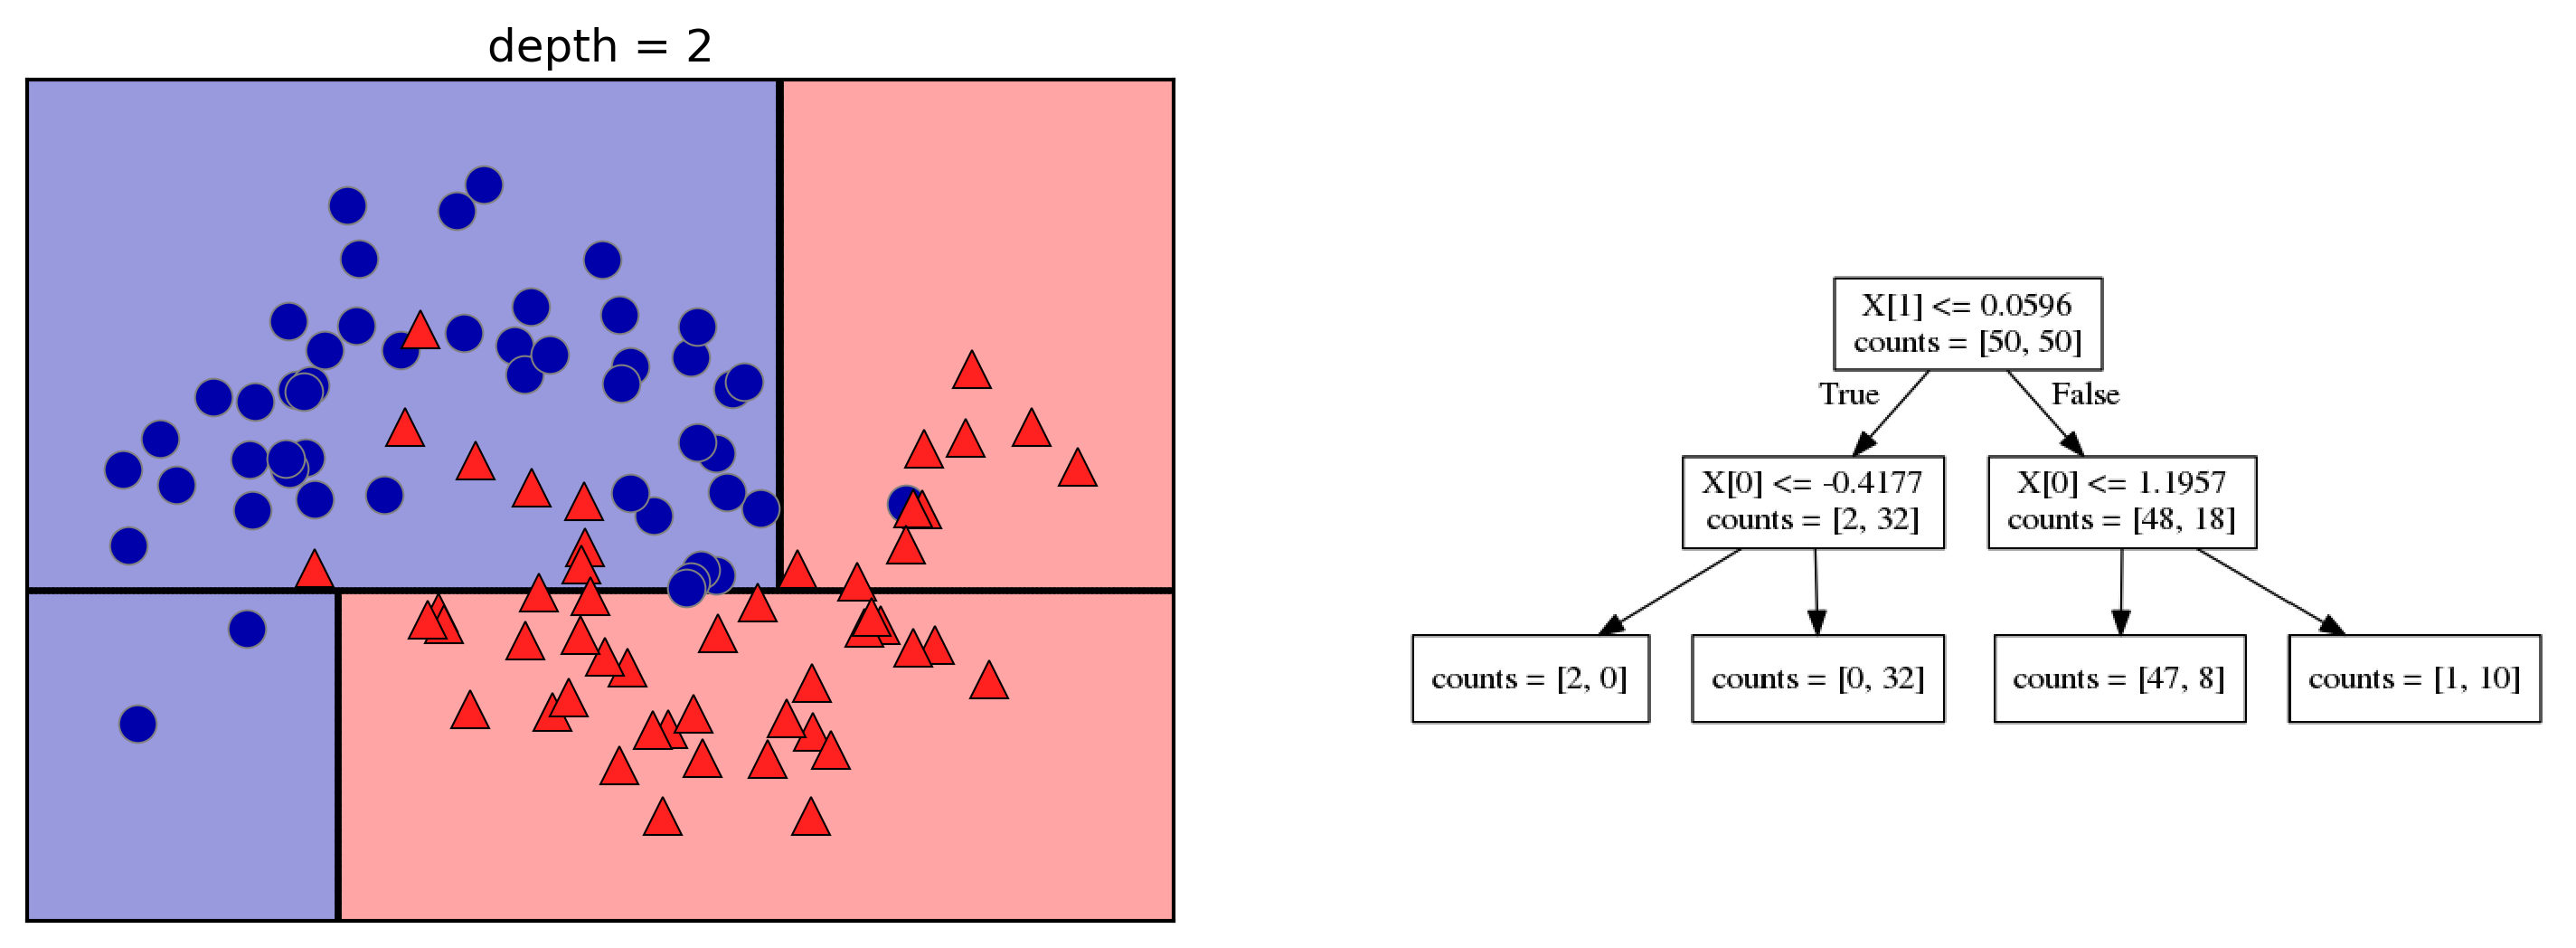 depth = 2
X[1] <= 0.0596
counts = [50, 50]
True
False
X[0] <= -0.4177
counts = [2, 32]
X[0] <= 1.1957
counts = [48, 18]
counts = [2, 0]
counts = [0, 32]
counts = [47, 8]
counts = [1, 10]